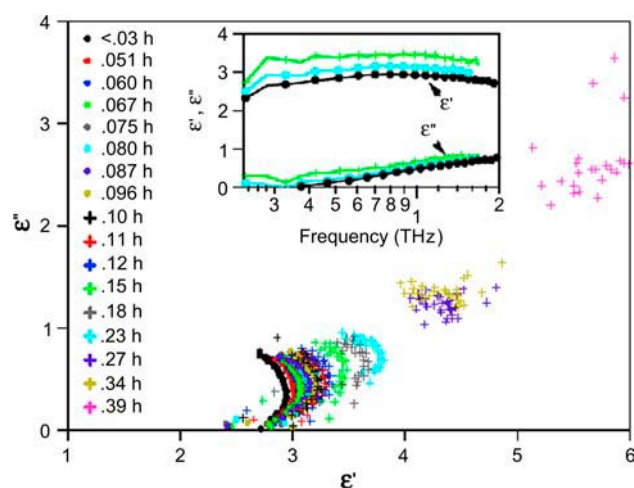 4
3
2
1
0
ε''
<.03 h
.051 h
.060 h
.067 h
.075 h
.080 h
.087 h
.096 h
.10 h
.11 h
.12 h
.15 h
.18 h
.23 h
.27 h
.34 h
.39 h
4
3
2
1
0
ε', ε''
ε'
ε''
3 4 5 6 7 8 9 1 2
Frequency (THz)
1 2 3 4 5 6
ε'